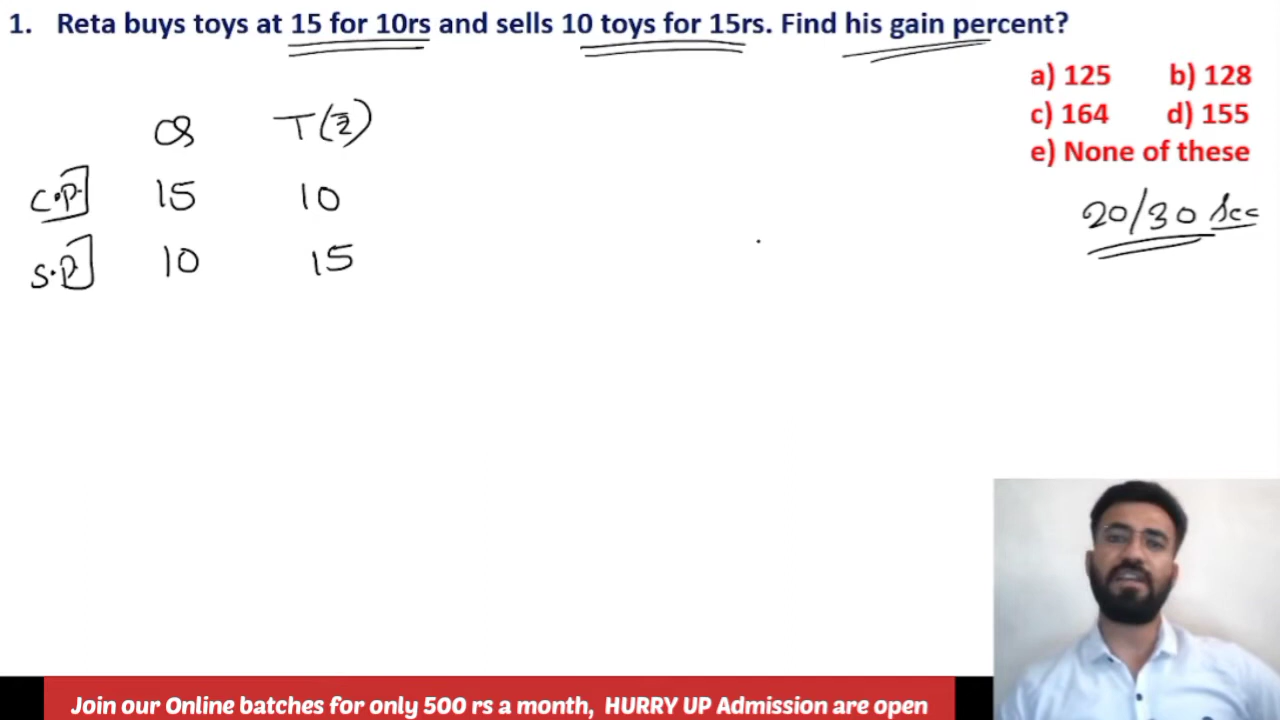 1. Reta buys toys at 15 for 10rs and sells 10 toys for 15rs. Find his gain percent?
a) 125 b) 128
c) 164 d) 155
e) None of these
20/30 Sec
T(₹)
C.P. 15 10
S.P. 10 15
Join our Online batches for only 500 rs a month, HURRY UP Admission are open